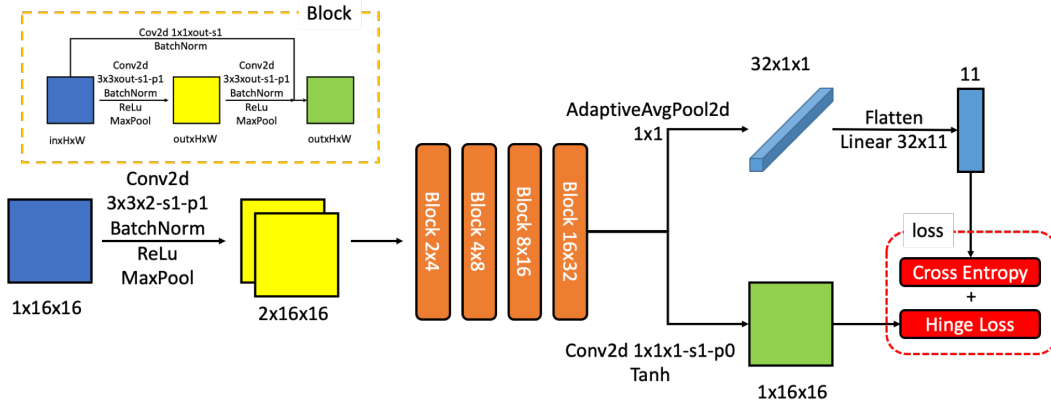 Block
Cov2d 1x1xout-s1
BatchNorm
Conv2d
3x3xout-s1-p1
BatchNorm
ReLu
MaxPool
Conv2d
3x3xout-s1-p1
BatchNorm
ReLu
MaxPool
inxHxW
outxHxW
outxHxW
Conv2d
3x3x2-s1-p1
BatchNorm
ReLu
MaxPool
1x16x16
2x16x16
Block 2x4
Block 4x8
Block 8x16
Block 16x32
AdaptiveAvgPool2d
1x1
32x1x1
Flatten
Linear 32x11
11
loss
Cross Entropy
+
Hinge Loss
Conv2d 1x1x1-s1-p0
Tanh
1x16x16